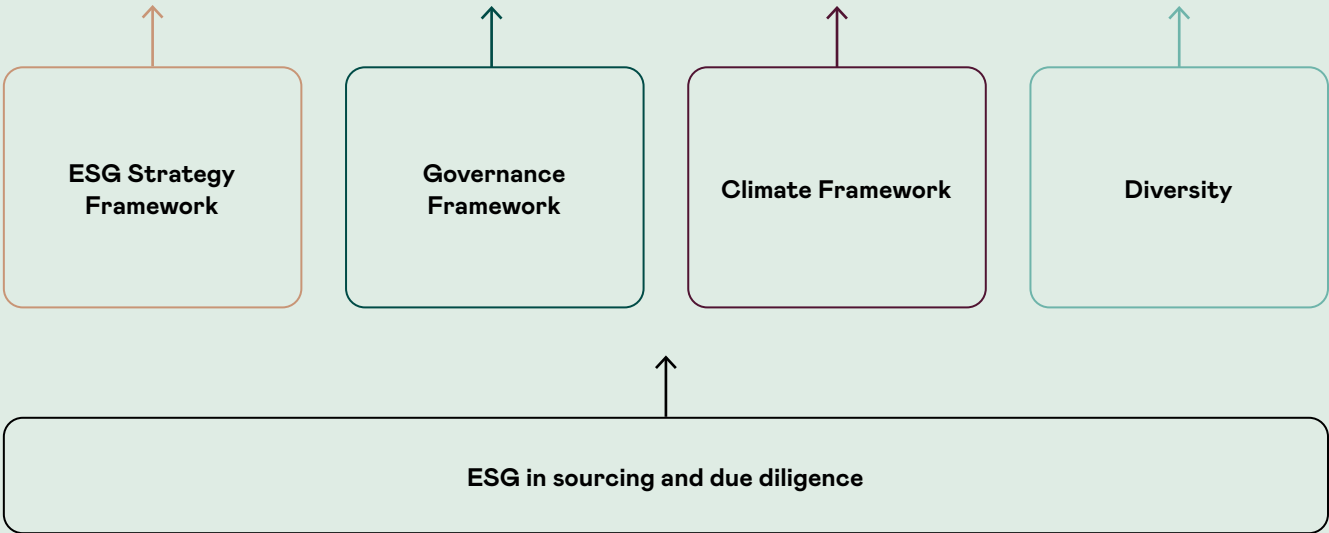 ESG Strategy
Framework
Governance
Framework
Climate Framework
Diversity
ESG in sourcing and due diligence